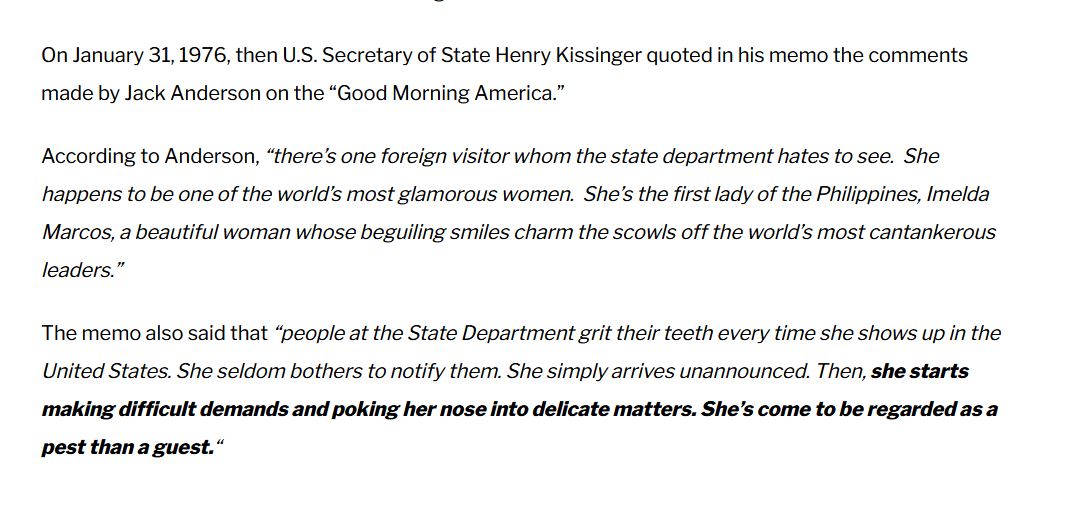 On January 31, 1976, then U.S. Secretary of State Henry Kissinger quoted in his memo the comments
made by Jack Anderson on the “Good Morning America.”
According to Anderson, “there’s one foreign visitor whom the state department hates to see. She
happens to be one of the world’s most glamorous women. She’s the first lady of the Philippines, Imelda
Marcos, a beautiful woman whose beguiling smiles charm the scowls off the world’s most cantankerous
leaders.”
The memo also said that “people at the State Department grit their teeth every time she shows up in the
United States. She seldom bothers to notify them. She simply arrives unannounced. Then, she starts
making difficult demands and poking her nose into delicate matters. She’s come to be regarded as a
pest than a guest.“